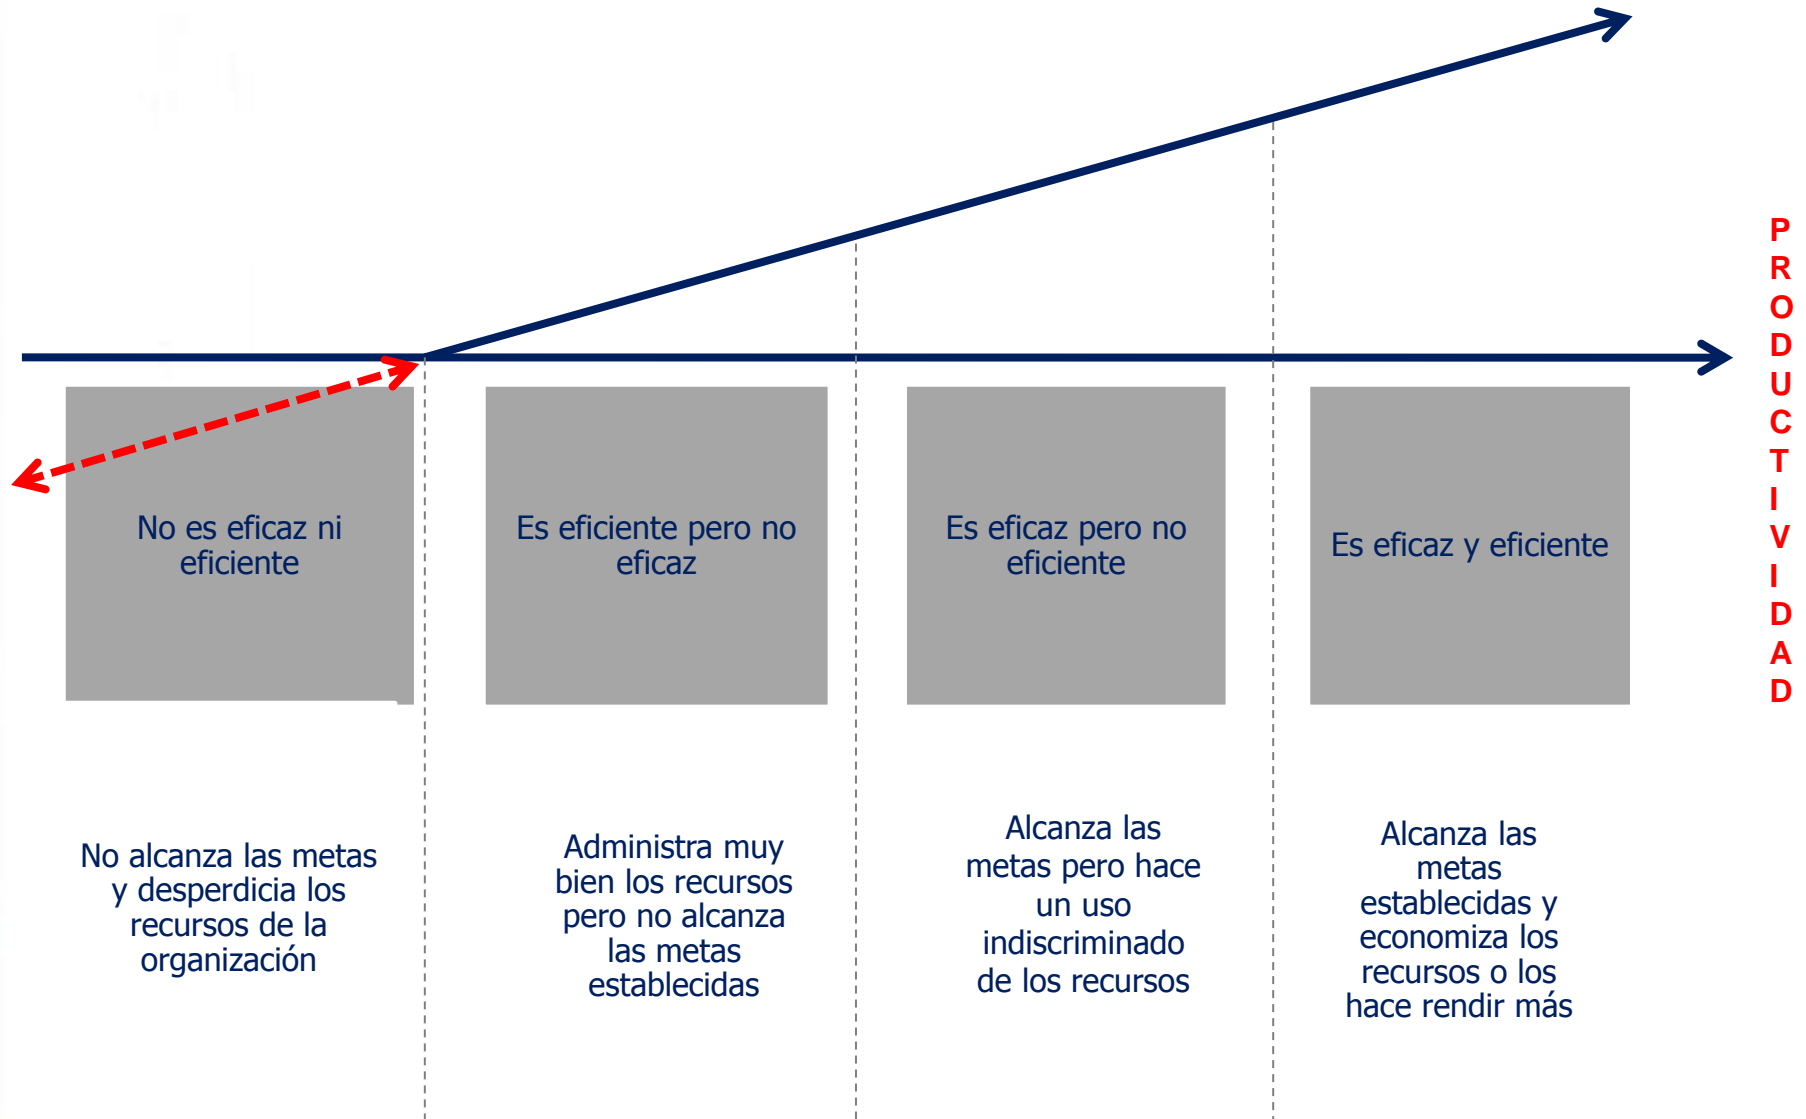 No es eficaz ni
eficiente
Es eficiente pero no
eficaz
Es eficaz pero no
eficiente
Es eficaz y eficiente
No alcanza las metas
y desperdicia los
recursos de la
organización
Administra muy
bien los recursos
pero no alcanza
las metas
establecidas
Alcanza las
metas pero hace
un uso
indiscriminado
de los recursos
Alcanza las
metas
establecidas y
economiza los
recursos o los
hace rendir más
P
R
O
D
U
C
T
I
V
I
D
A
D